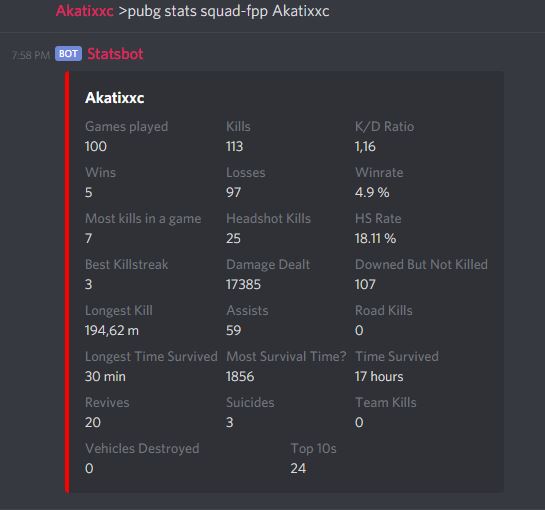 Akatixxc >pubg stats squad-fpp Akatixxc
7:58 PM BOT Statsbot
Akatixxc
Games played Kills K/D Ratio
100 113 1,16
Wins Losses Winrate
5 97 4.9 %
Most kills in a game Headshot Kills HS Rate
7 25 18.11 %
Best Killstreak Damage Dealt Downed But Not Killed
3 17385 107
Longest Kill Assists Road Kills
194,62 m 59 0
Longest Time Survived Most Survival Time? Time Survived
30 min 1856 17 hours
Revives Suicides Team Kills
20 3 0
Vehicles Destroyed Top 10s
0 24